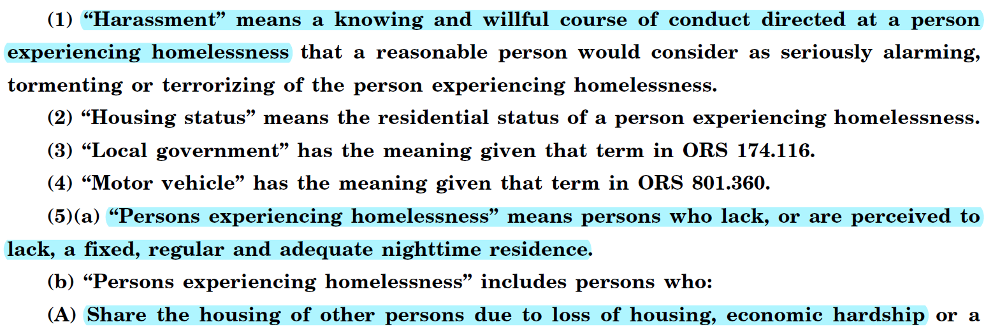 (1) “Harassment” means a knowing and willful course of conduct directed at a person
experiencing homelessness that a reasonable person would consider as seriously alarming,
tormenting or terrorizing of the person experiencing homelessness.
(2) “Housing status” means the residential status of a person experiencing homelessness.
(3) “Local government” has the meaning given that term in ORS 174.116.
(4) “Motor vehicle” has the meaning given that term in ORS 801.360.
(5)(a) “Persons experiencing homelessness” means persons who lack, or are perceived to
lack, a fixed, regular and adequate nighttime residence.
(b) “Persons experiencing homelessness” includes persons who:
(A) Share the housing of other persons due to loss of housing, economic hardship or a